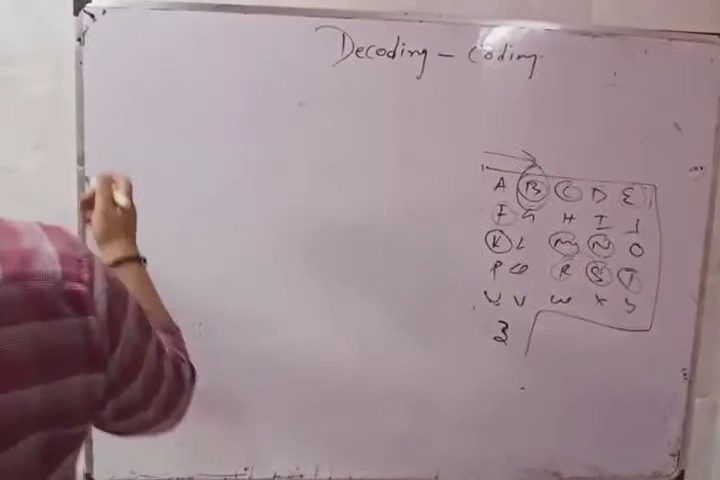 Decoding - Coding
A B C D E
F G H I J
K L M N O
P Q R S T
U V W X Y
Z